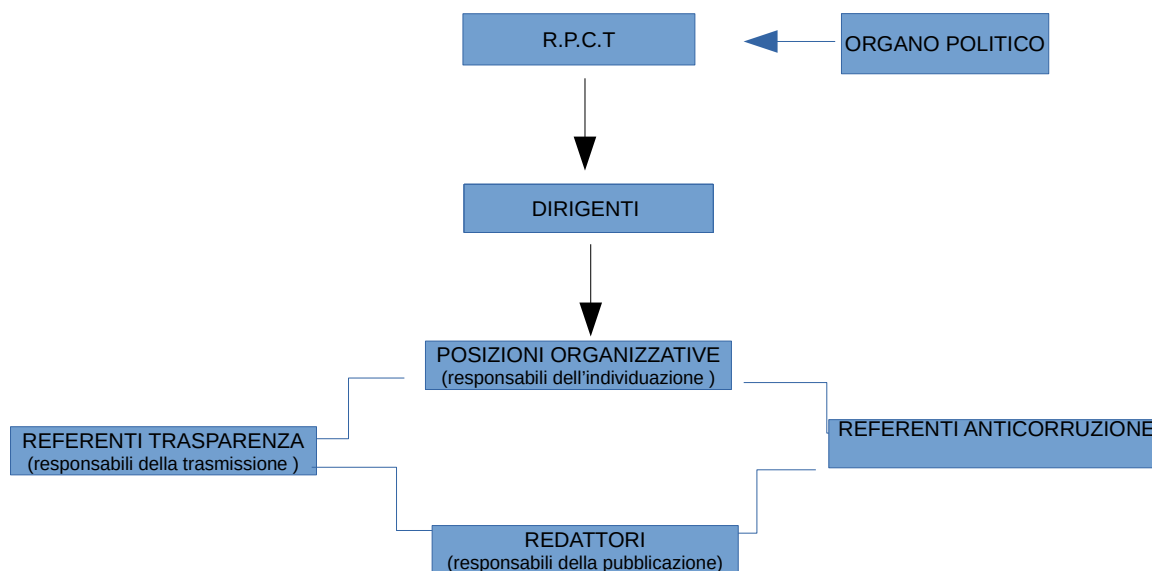 R.P.C.T
ORGANO POLITICO
DIRIGENTI
POSIZIONI ORGANIZZATIVE
(responsabili dell'individuazione )
REFERENTI TRASPARENZA
(responsabili della trasmissione )
REFERENTI ANTICORRUZIONE
REDATTORI
(responsabili della pubblicazione)